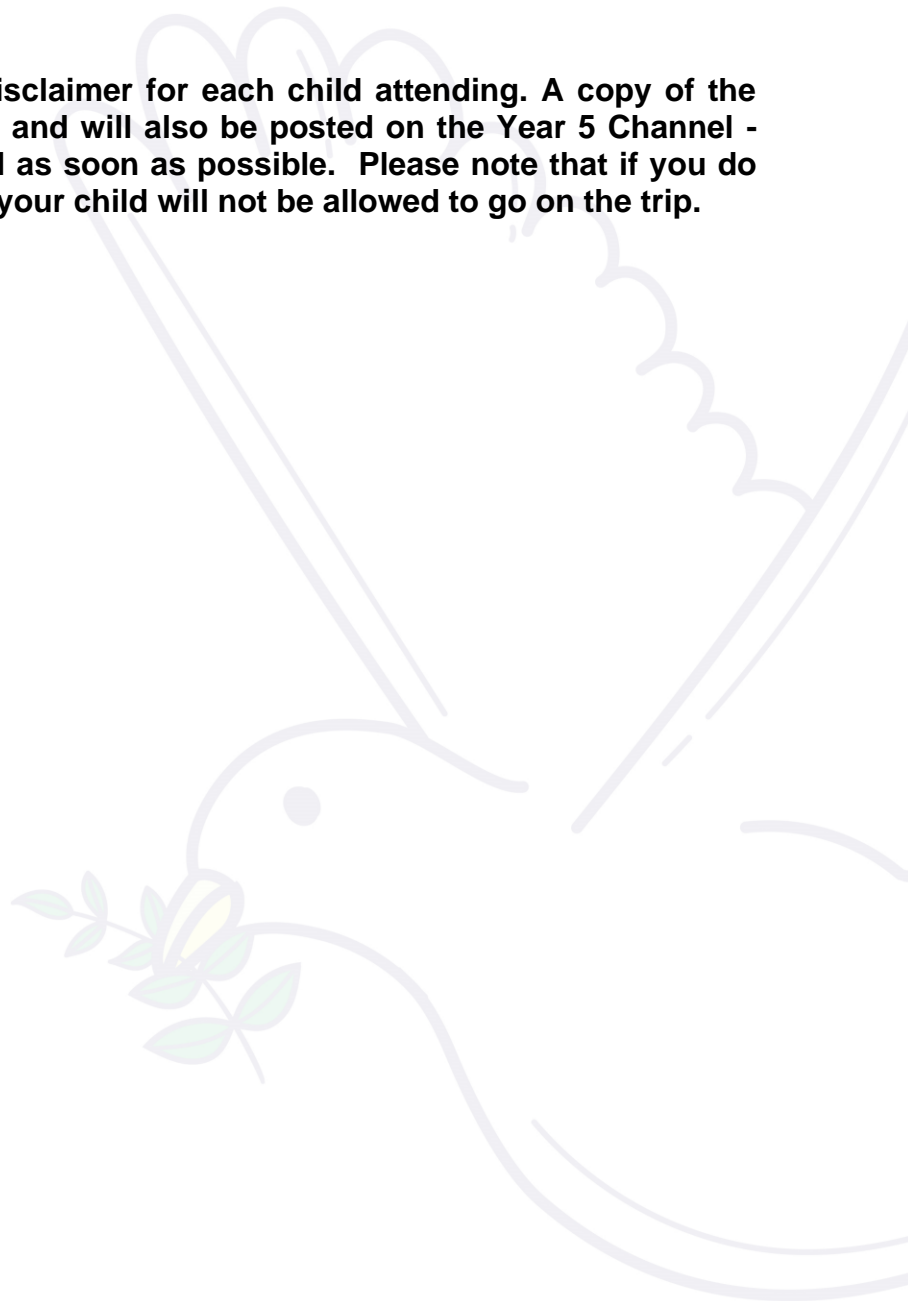 isclaimer for each child attending. A copy of the
and will also be posted on the Year 5 Channel -
as soon as possible. Please note that if you do
your child will not be allowed to go on the trip.